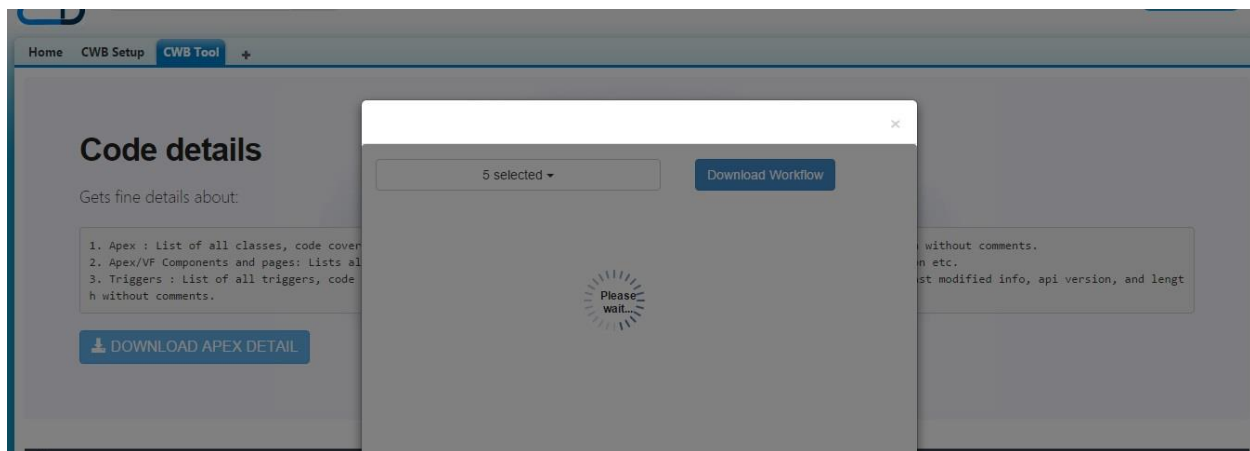 Home CWB Setup CWB Tool +
×
Code details
5 selected
Download Workflow
Gets fine details about:
1. Apex : List of all classes, code cover
without comments.
2. Apex/VF Components and pages: Lists al
n etc.
3. Triggers : List of all triggers, code
st modified info, api version, and lengt
h without comments.
Please
wait...
DOWNLOAD APEX DETAIL